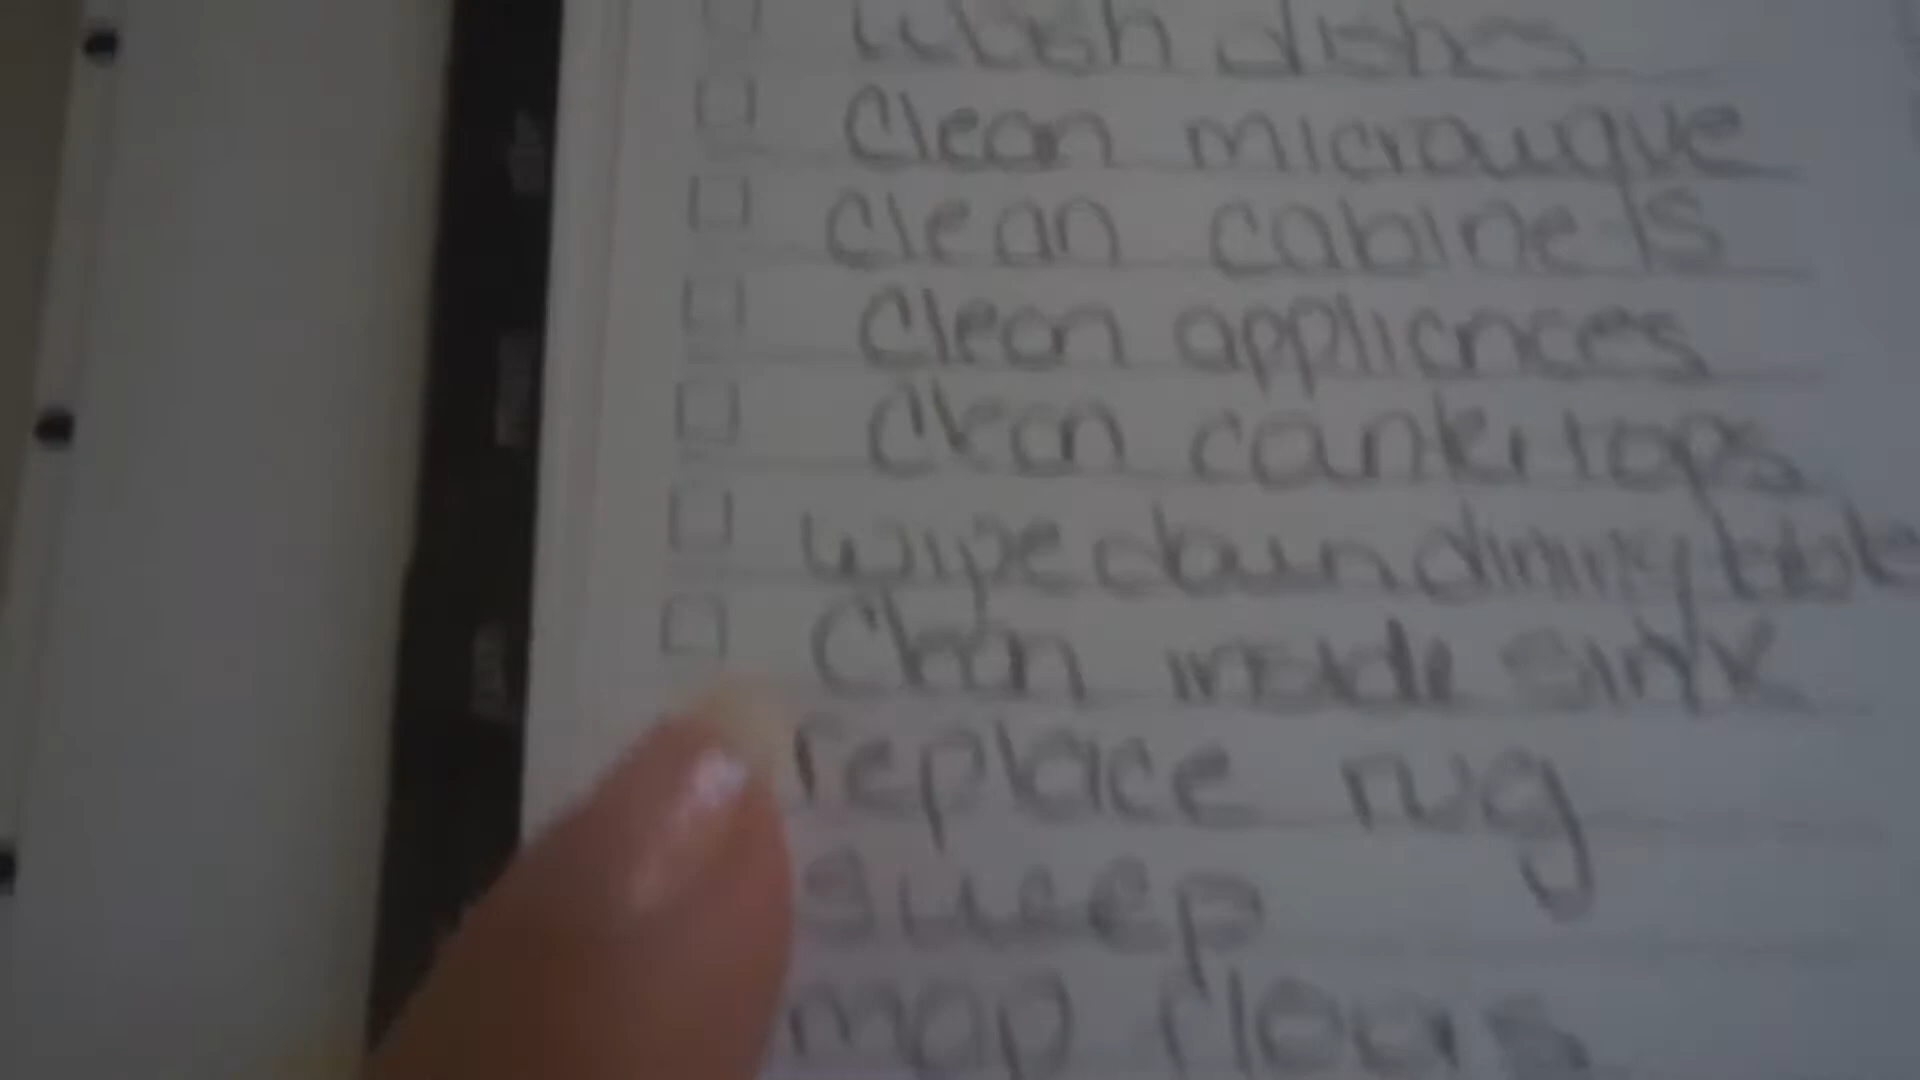 Wash dishes
Clean microwave
Clean cabinets
Clean appliances
Clean countertops
wipe down dining table
Clean inside sink
replace rug
Sweep
mop floors